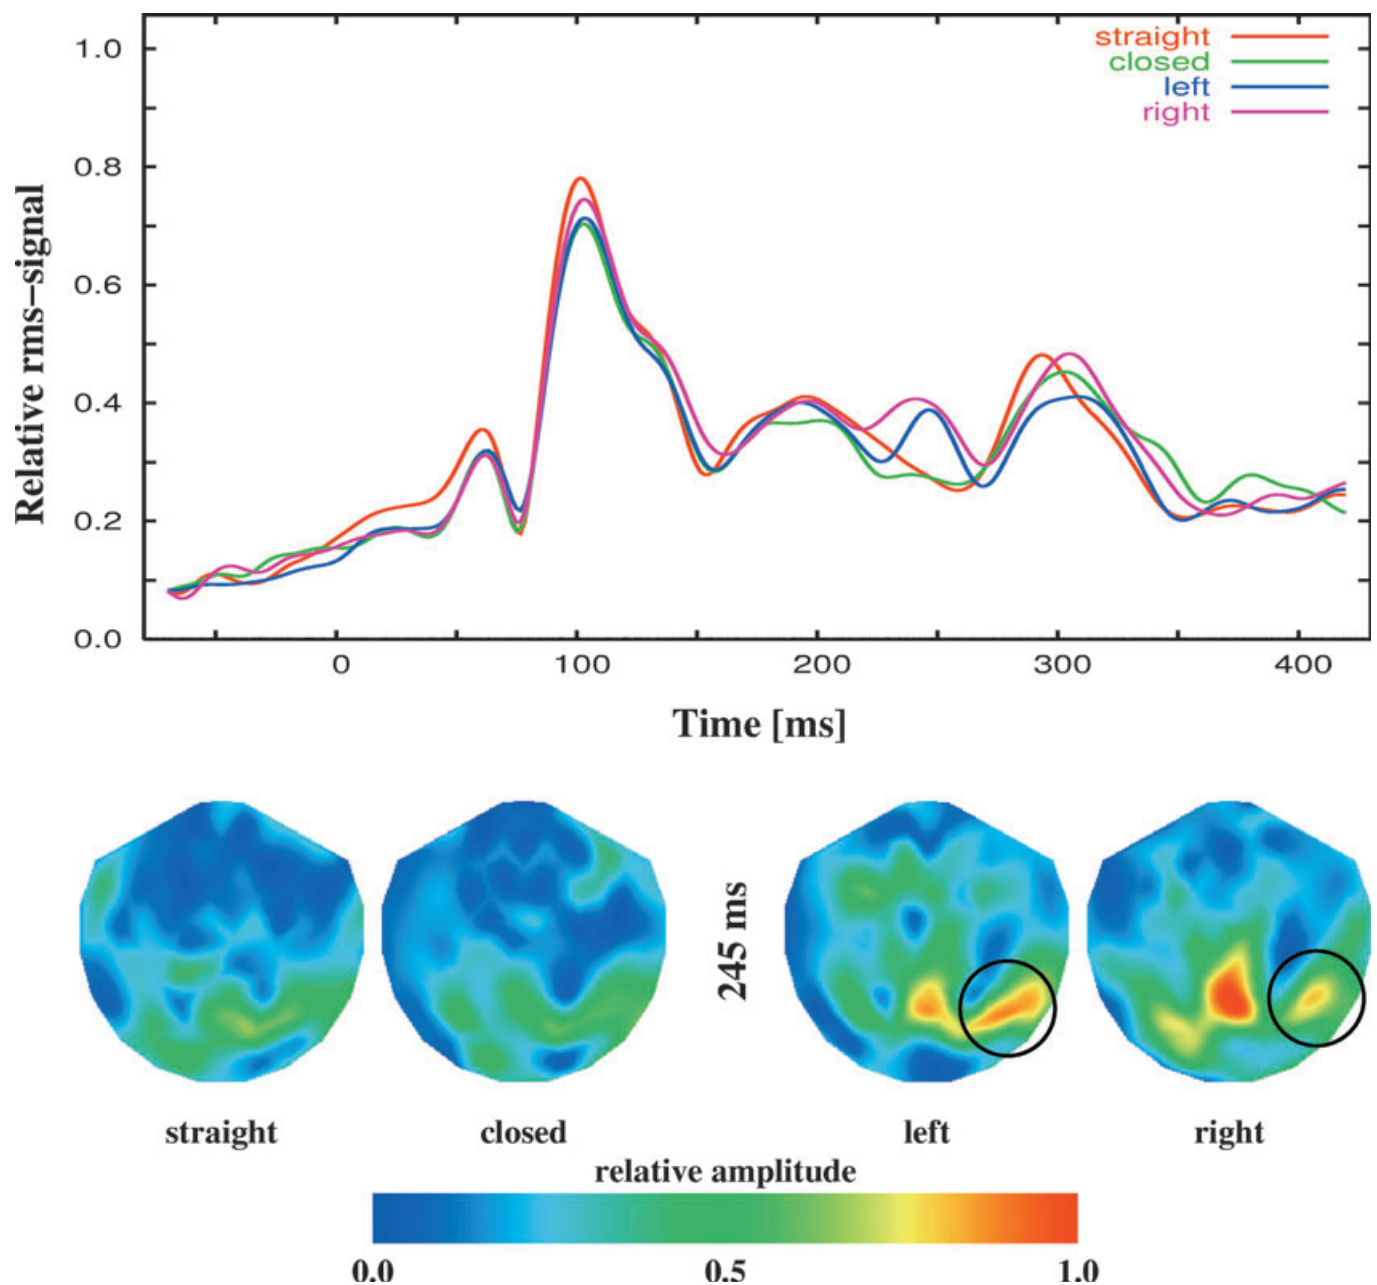 straight
closed
left
right
1.0
0.8
0.6
0.4
0.2
0.0
Relative rms-signal
0 100 200 300 400
Time [ms]
245 ms
straight closed left right
relative amplitude
0.0 0.5 1.0